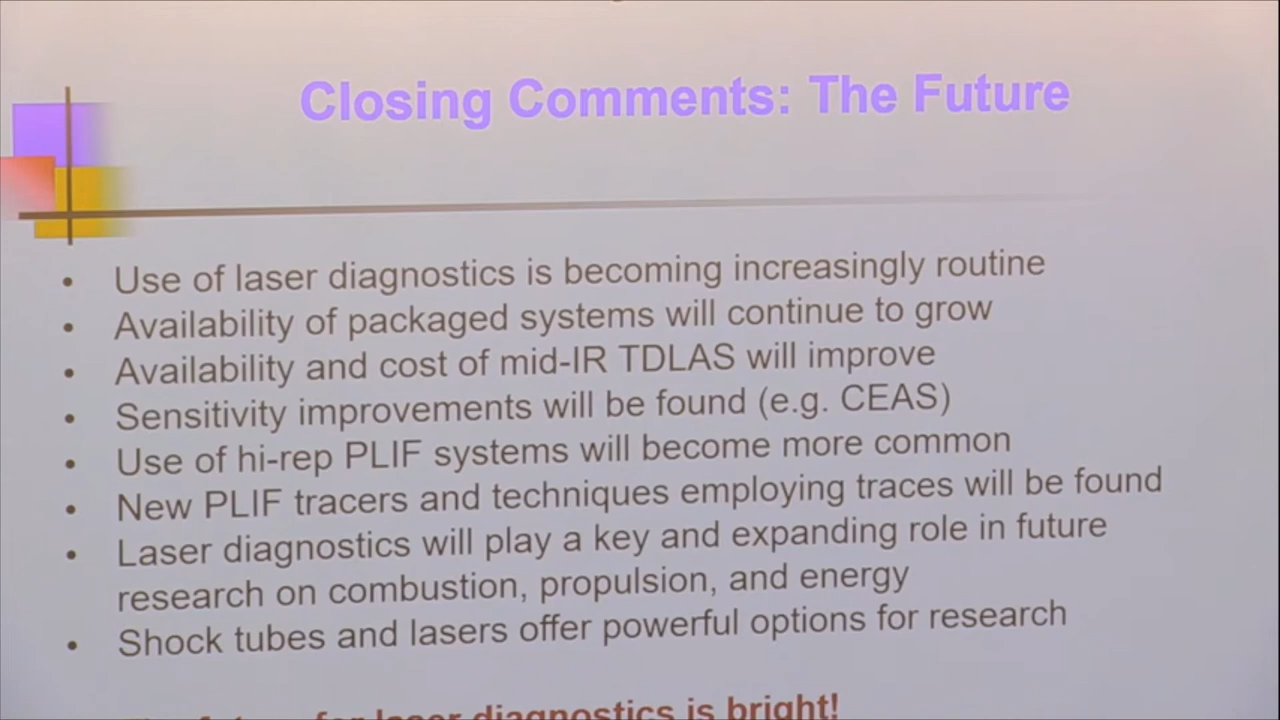 Closing Comments: The Future
• Use of laser diagnostics is becoming increasingly routine
• Availability of packaged systems will continue to grow
• Availability and cost of mid-IR TDLAS will improve
• Sensitivity improvements will be found (e.g. CEAS)
• Use of hi-rep PLIF systems will become more common
• New PLIF tracers and techniques employing traces will be found
• Laser diagnostics will play a key and expanding role in future
research on combustion, propulsion, and energy
• Shock tubes and lasers offer powerful options for research
The future for laser diagnostics is bright!